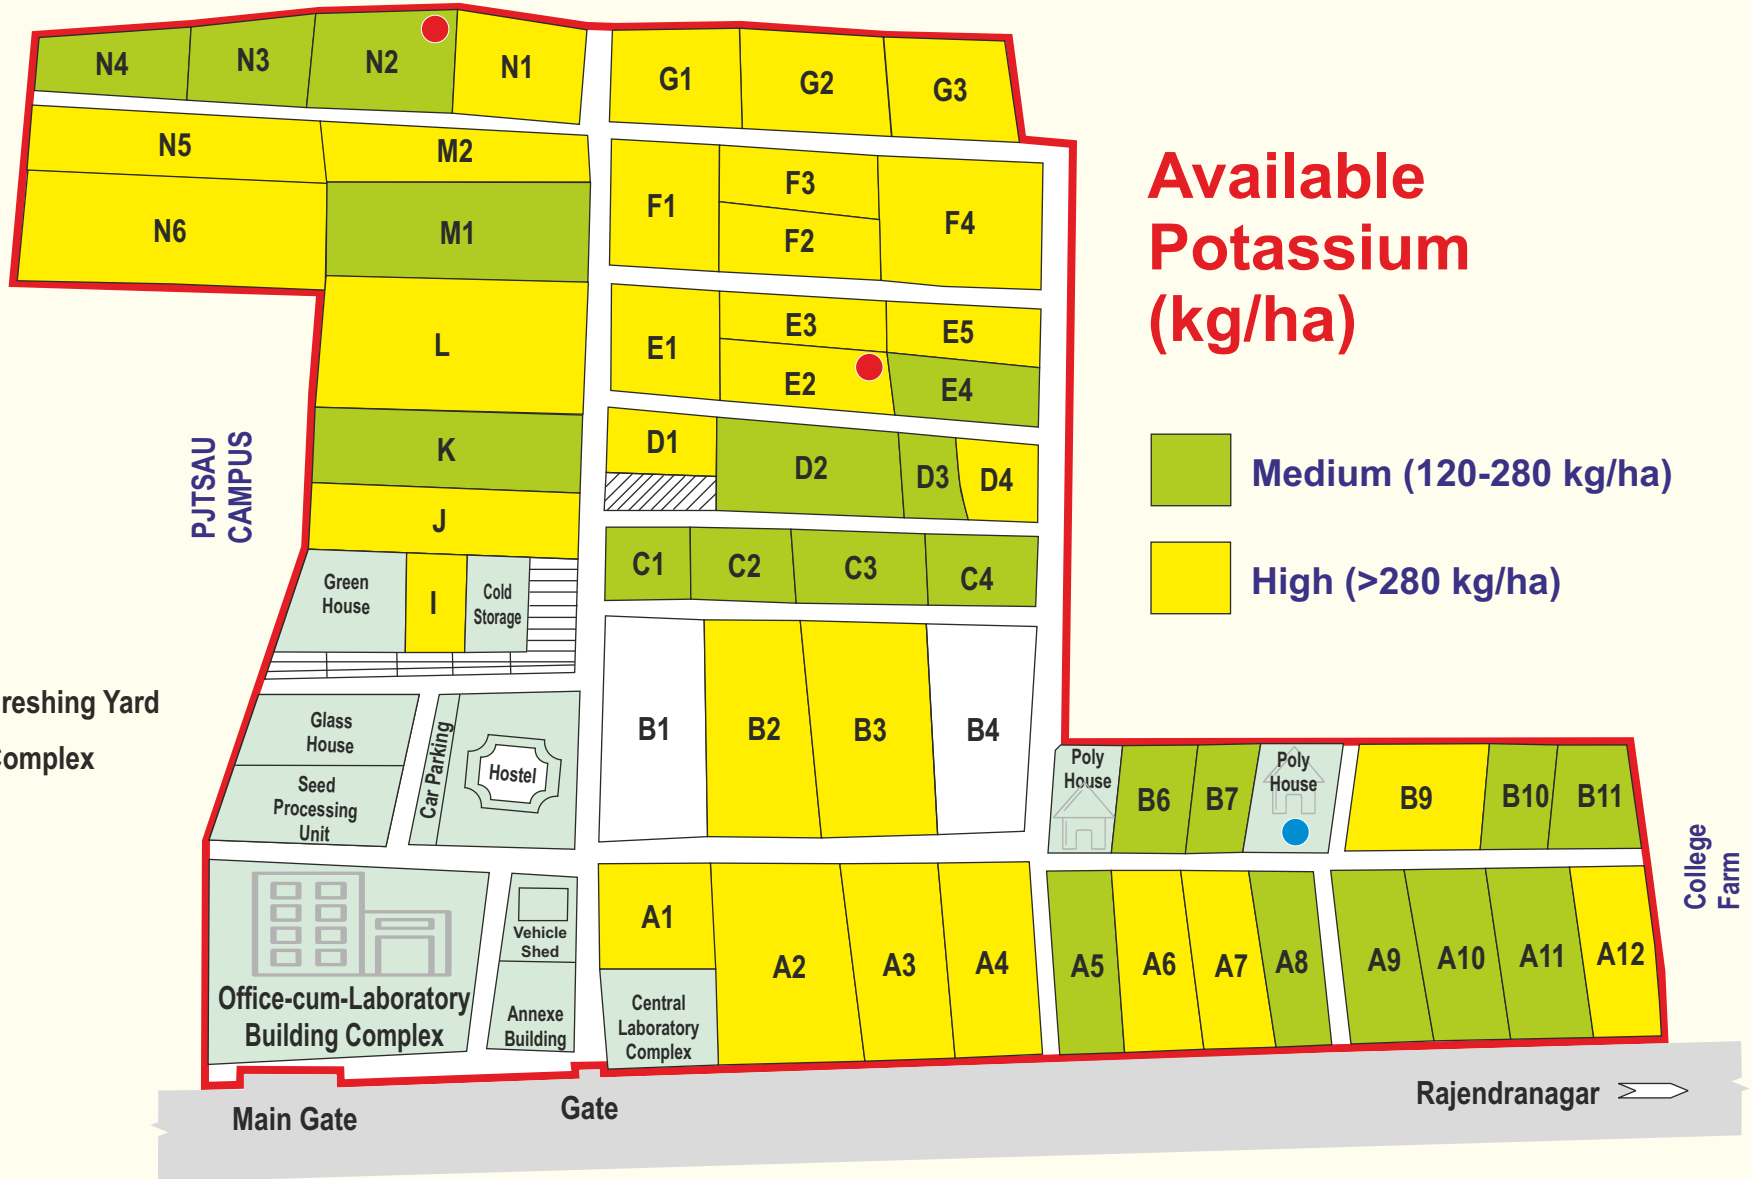 N4
N3
N2
N1
G1
G2
G3
N5
M2
N6
M1
F1
F3
F2
F4
Available
Potassium
(kg/ha)
L
E1
E3
E5
E2
E4
K
D1
D2
D3
D4
Medium (120-280 kg/ha)
PJTSAU
CAMPUS
J
C1
C2
C3
C4
High (>280 kg/ha)
Green
House
I
Cold
Storage
reshing Yard
Complex
Glass
House
Seed
Processing
Unit
Car Parking
Hostel
B1
B2
B3
B4
Poly
House
B6
B7
Poly
House
B9
B10
B11
College
Farm
Office-cum-Laboratory
Building Complex
Vehicle
Shed
Annexe
Building
A1
Central
Laboratory
Complex
A2
A3
A4
A5
A6
A7
A8
A9
A10
A11
A12
Main Gate
Gate
Rajendranagar